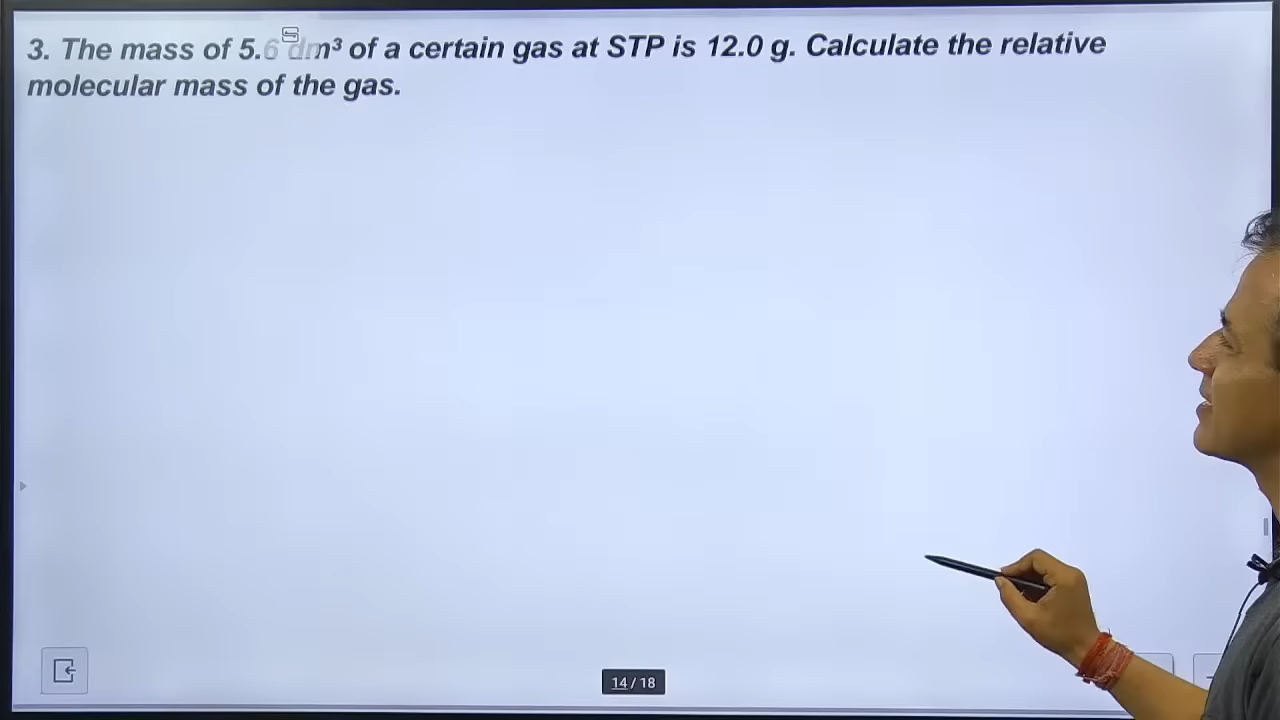 3. The mass of 5.6 dm³ of a certain gas at STP is 12.0 g. Calculate the relative
molecular mass of the gas.
14 / 18